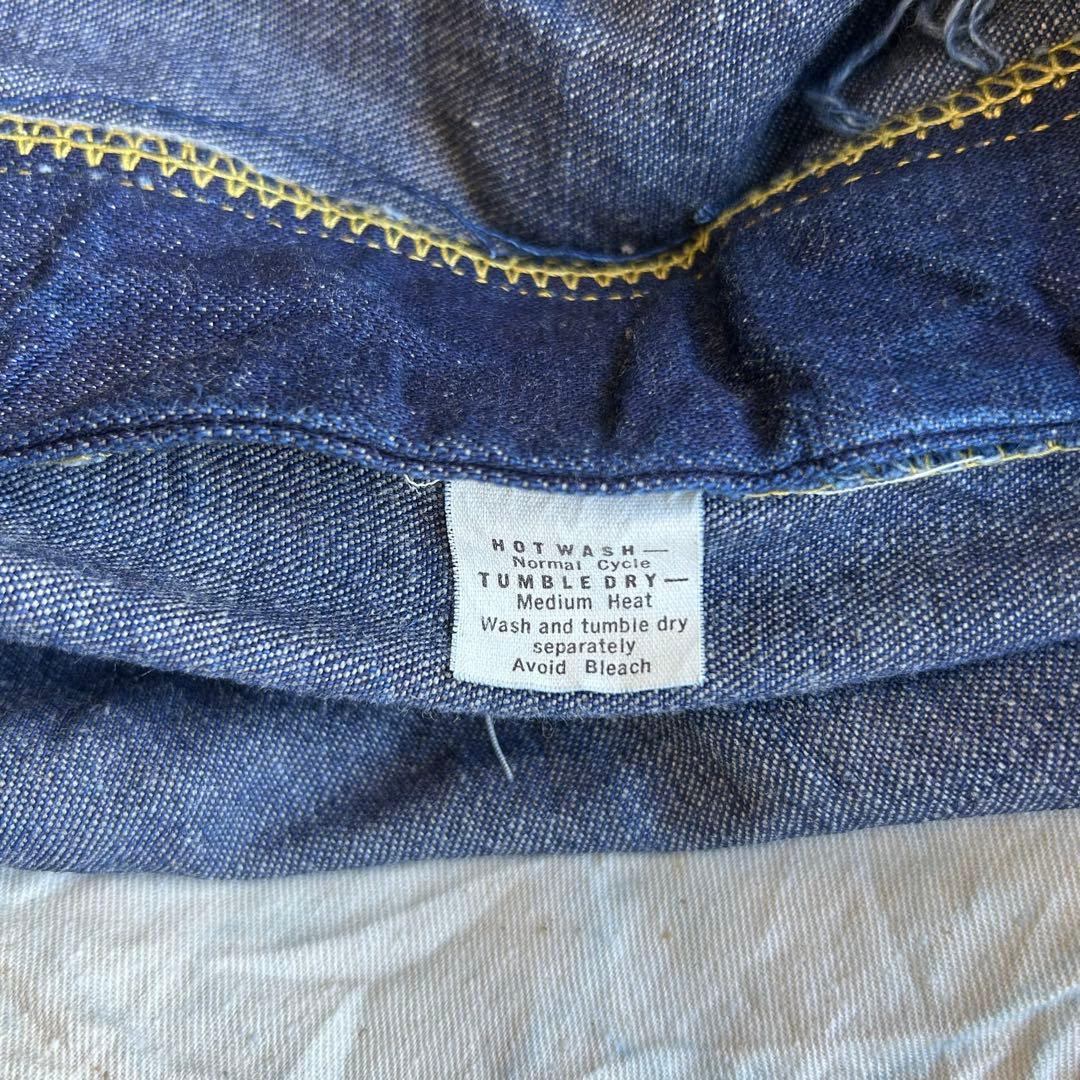 HOT WASH—
Normal Cycle
TUMBLE DRY—
Medium Heat
Wash and tumble dry
separately
Avoid Bleach